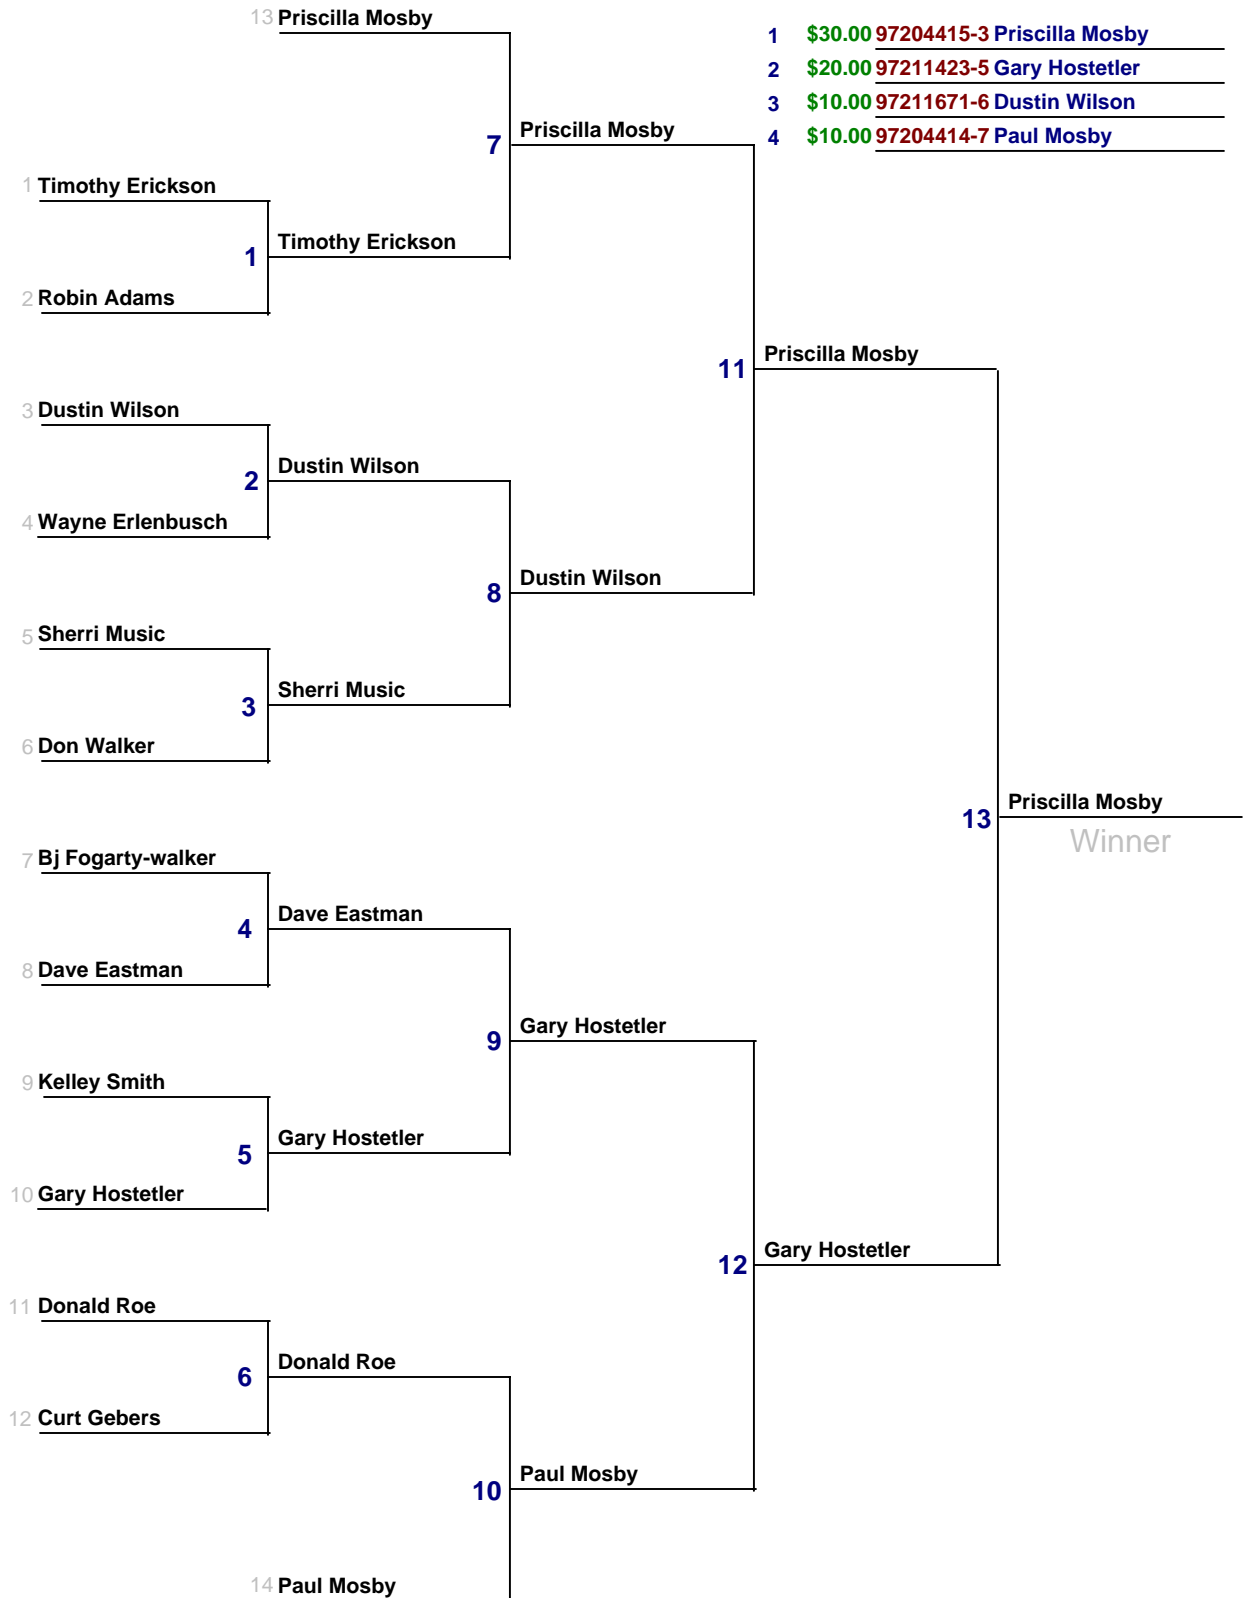 13 Priscilla Mosby
1 $30.00 97204415-3 Priscilla Mosby
2 $20.00 97211423-5 Gary Hostetler
3 $10.00 97211671-6 Dustin Wilson
4 $10.00 97204414-7 Paul Mosby
Priscilla Mosby
7
1 Timothy Erickson
Timothy Erickson
1
2 Robin Adams
Priscilla Mosby
11
3 Dustin Wilson
Dustin Wilson
2
4 Wayne Erlenbusch
Dustin Wilson
8
5 Sherri Music
Sherri Music
3
6 Don Walker
Priscilla Mosby
13
Winner
7 Bj Fogarty-walker
Dave Eastman
4
8 Dave Eastman
Gary Hostetler
9
9 Kelley Smith
Gary Hostetler
5
10 Gary Hostetler
Gary Hostetler
12
11 Donald Roe
Donald Roe
6
12 Curt Gebers
Paul Mosby
10
14 Paul Mosby